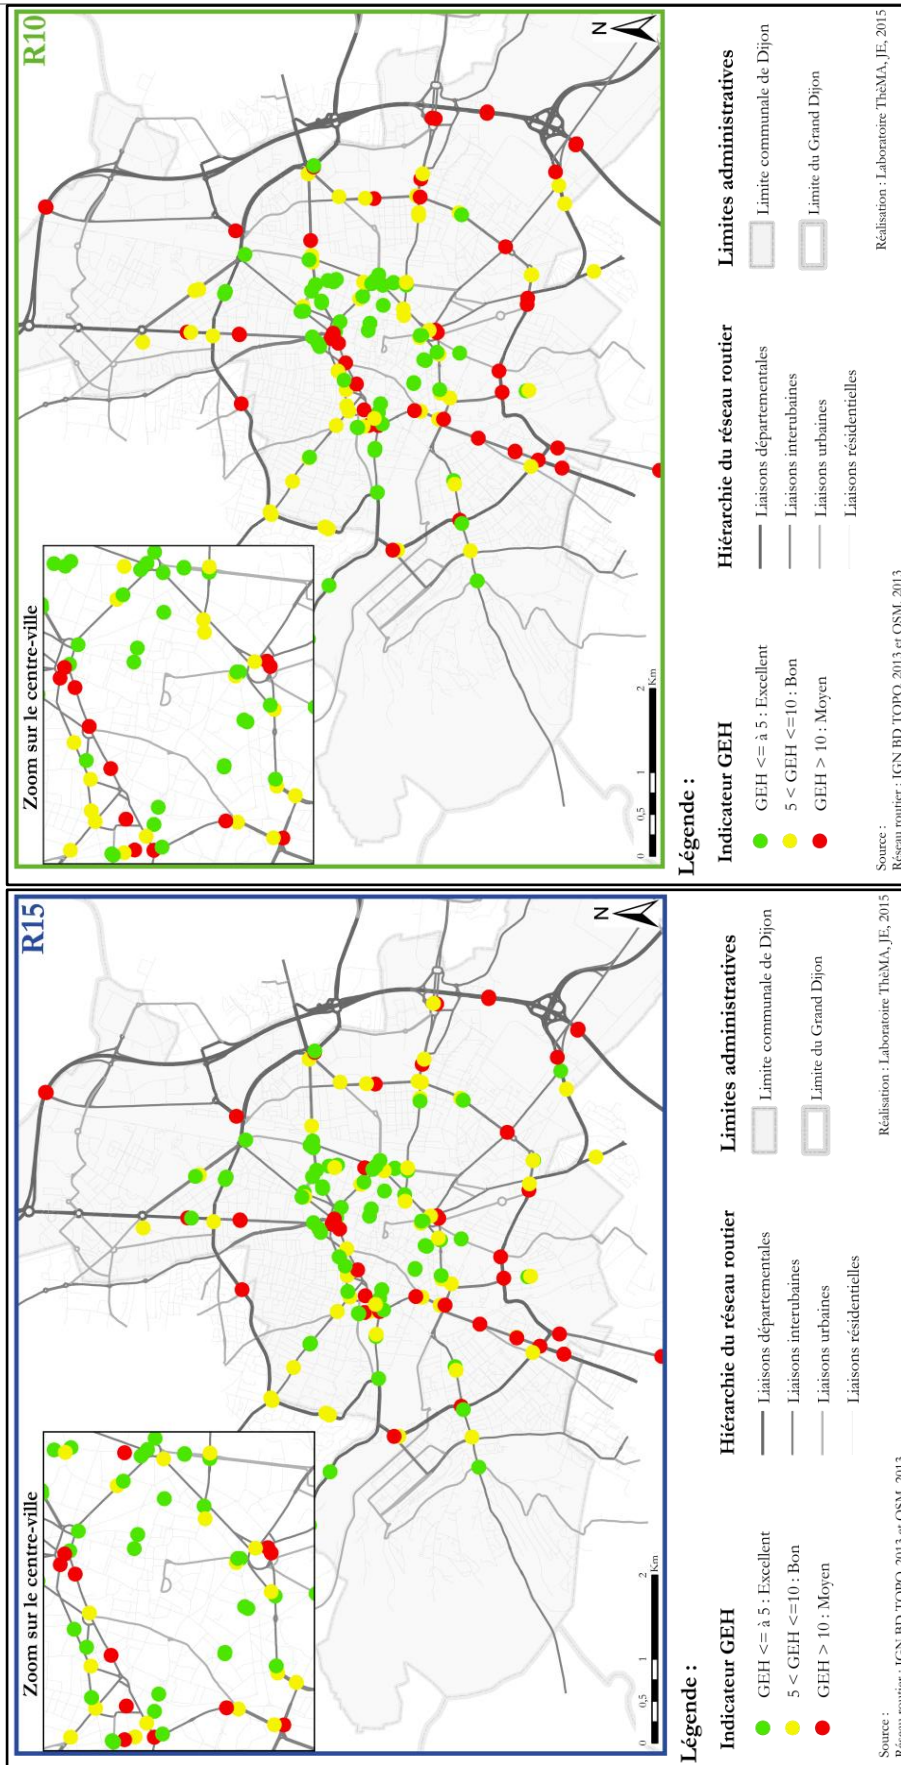 R15
Zoom sur le centre-ville
N
0 0,5 1 2
Km
Légende :
Indicateur GEH
GEH <= à 5 : Excellent
5 < GEH <=10 : Bon
GEH > 10 : Moyen
Hiérarchie du réseau routier
Liaisons départementales
Liaisons interubaines
Liaisons urbaines
Liaisons résidentielles
Limites administratives
Limite communale de Dijon
Limite du Grand Dijon
Source :
Réseau routier : IGN BD TOPO, 2013 et OSM, 2013
Réalisation : Laboratoire ThéMA, JE, 2015
R10
Zoom sur le centre-ville
N
0 0,5 1 2
Km
Légende :
Indicateur GEH
GEH <= à 5 : Excellent
5 < GEH <=10 : Bon
GEH > 10 : Moyen
Hiérarchie du réseau routier
Liaisons départementales
Liaisons interubaines
Liaisons urbaines
Liaisons résidentielles
Limites administratives
Limite communale de Dijon
Limite du Grand Dijon
Source :
Réseau routier : IGN BD TOPO, 2013 et OSM, 2013
Réalisation : Laboratoire ThéMA, JE, 2015